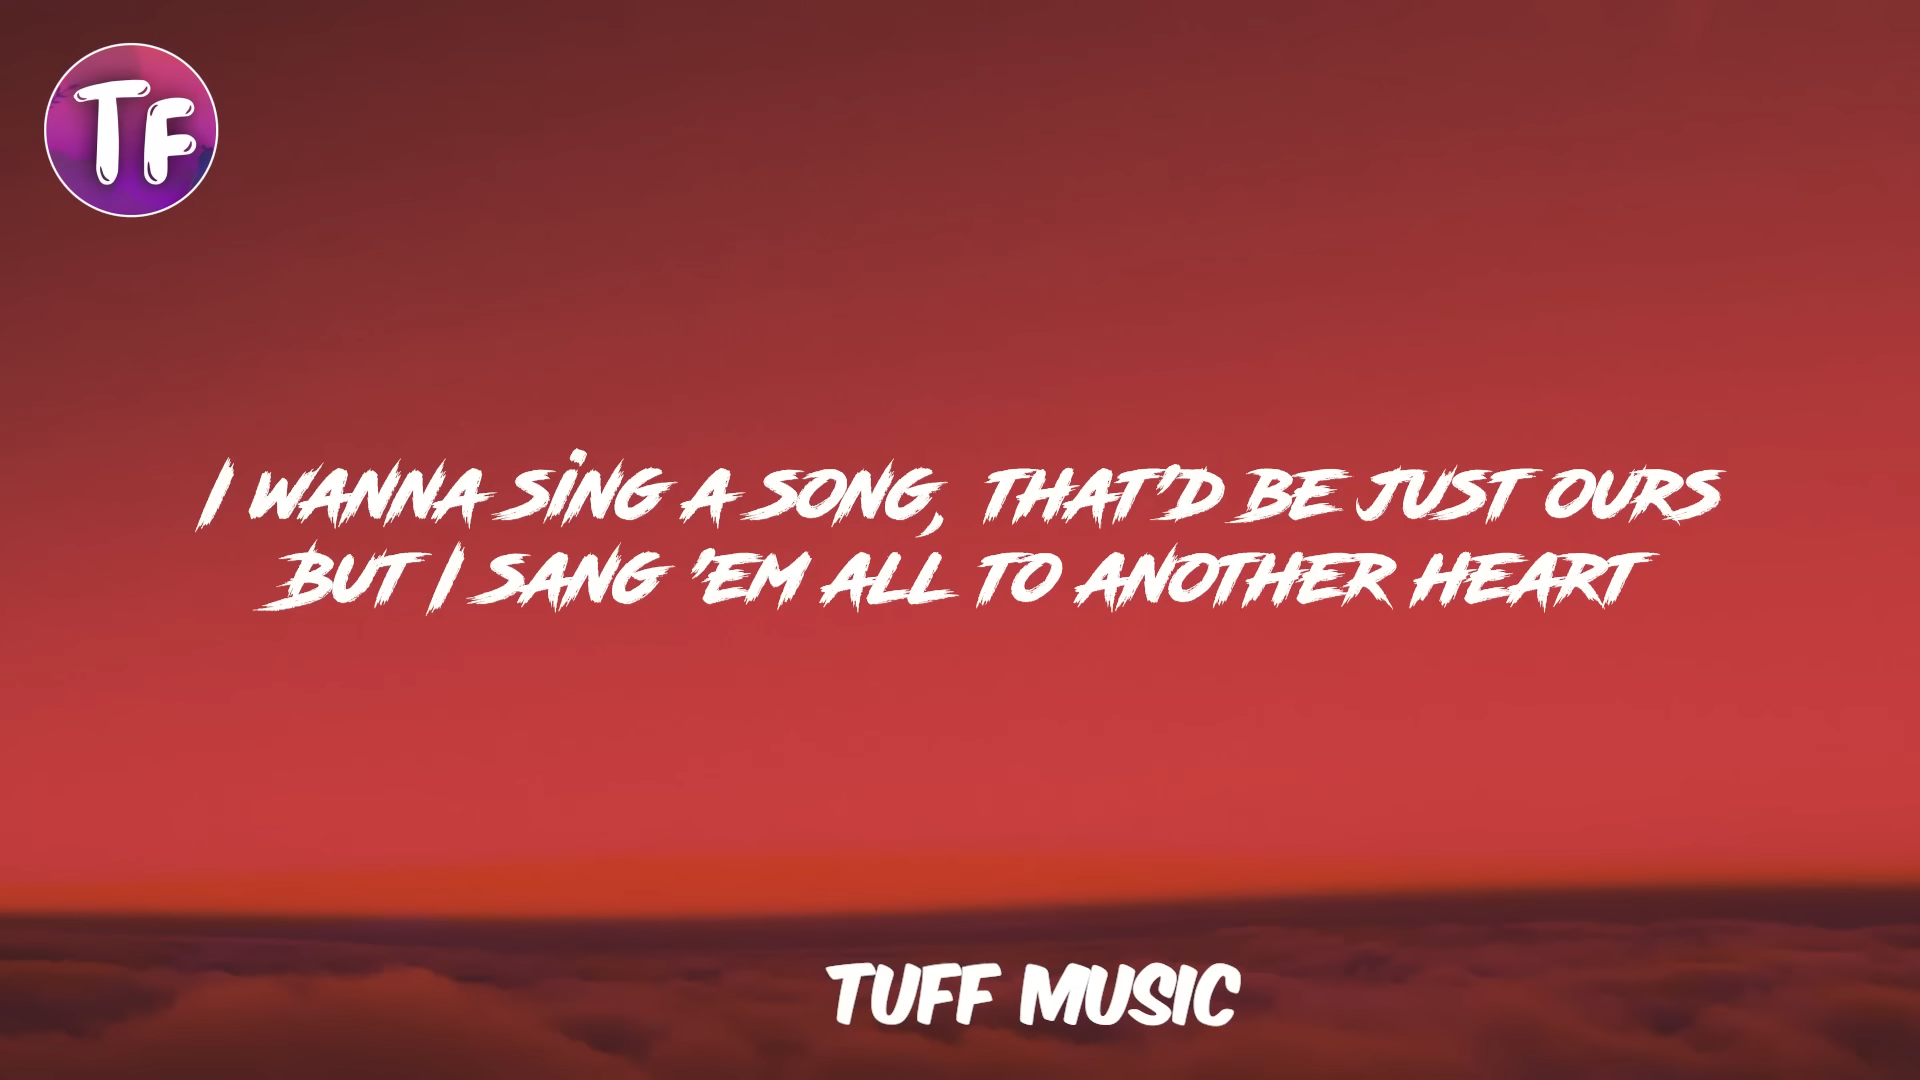 TF
I WANNA SING A SONG, THAT'D BE JUST OURS
BUT I SANG 'EM ALL TO ANOTHER HEART
TUFF MUSIC